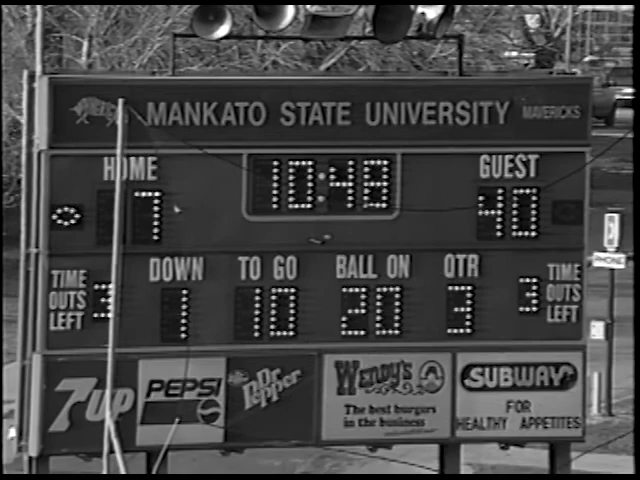 MANKATO STATE UNIVERSITY MAVERICKS
HOME 10:48 GUEST
7 40
TIME OUTS LEFT 3 DOWN 1 TO GO 10 BALL ON 20 QTR 3 3 TIME OUTS LEFT
7UP
PEPSI
Dr Pepper
WENDY'S
The best burgers
in the business
SUBWAY
FOR
HEALTHY APPETITES
PHONE